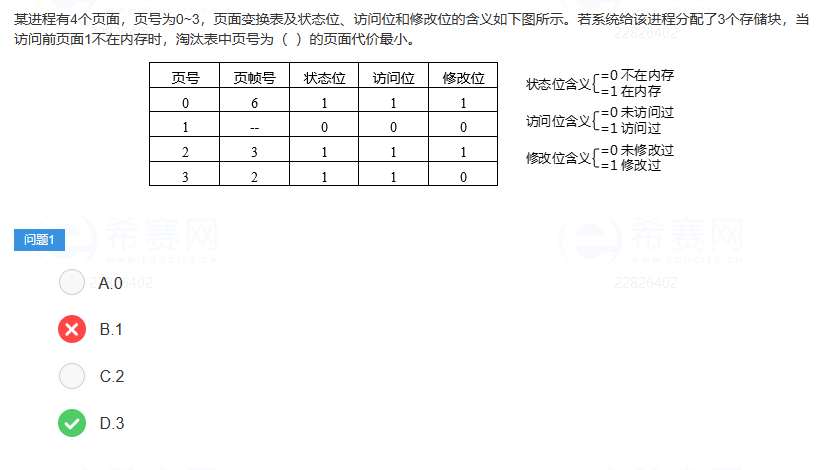 某进程有4个页面，页号为0~3，页面变换表及状态位、访问位和修改位的含义如下图所示。若系统给该进程分配了3个存储块，当
访问前页面1不在内存时，淘汰表中页号为（ ）的页面代价最小。
页号 页帧号 状态位 访问位 修改位
0 6 1 1 1
1 -- 0 0 0
2 3 1 1 1
3 2 1 1 0
状态位含义 =0 不在内存
=1 在内存
访问位含义 =0 未访问过
=1 访问过
修改位含义 =0 未修改过
=1 修改过
22826402
希赛网
WWW.EDUCITY.CN
希赛网
WWW.EDUCITY.CN
问题1
A.0
22826402
22826402
B.1
C.2
D.3